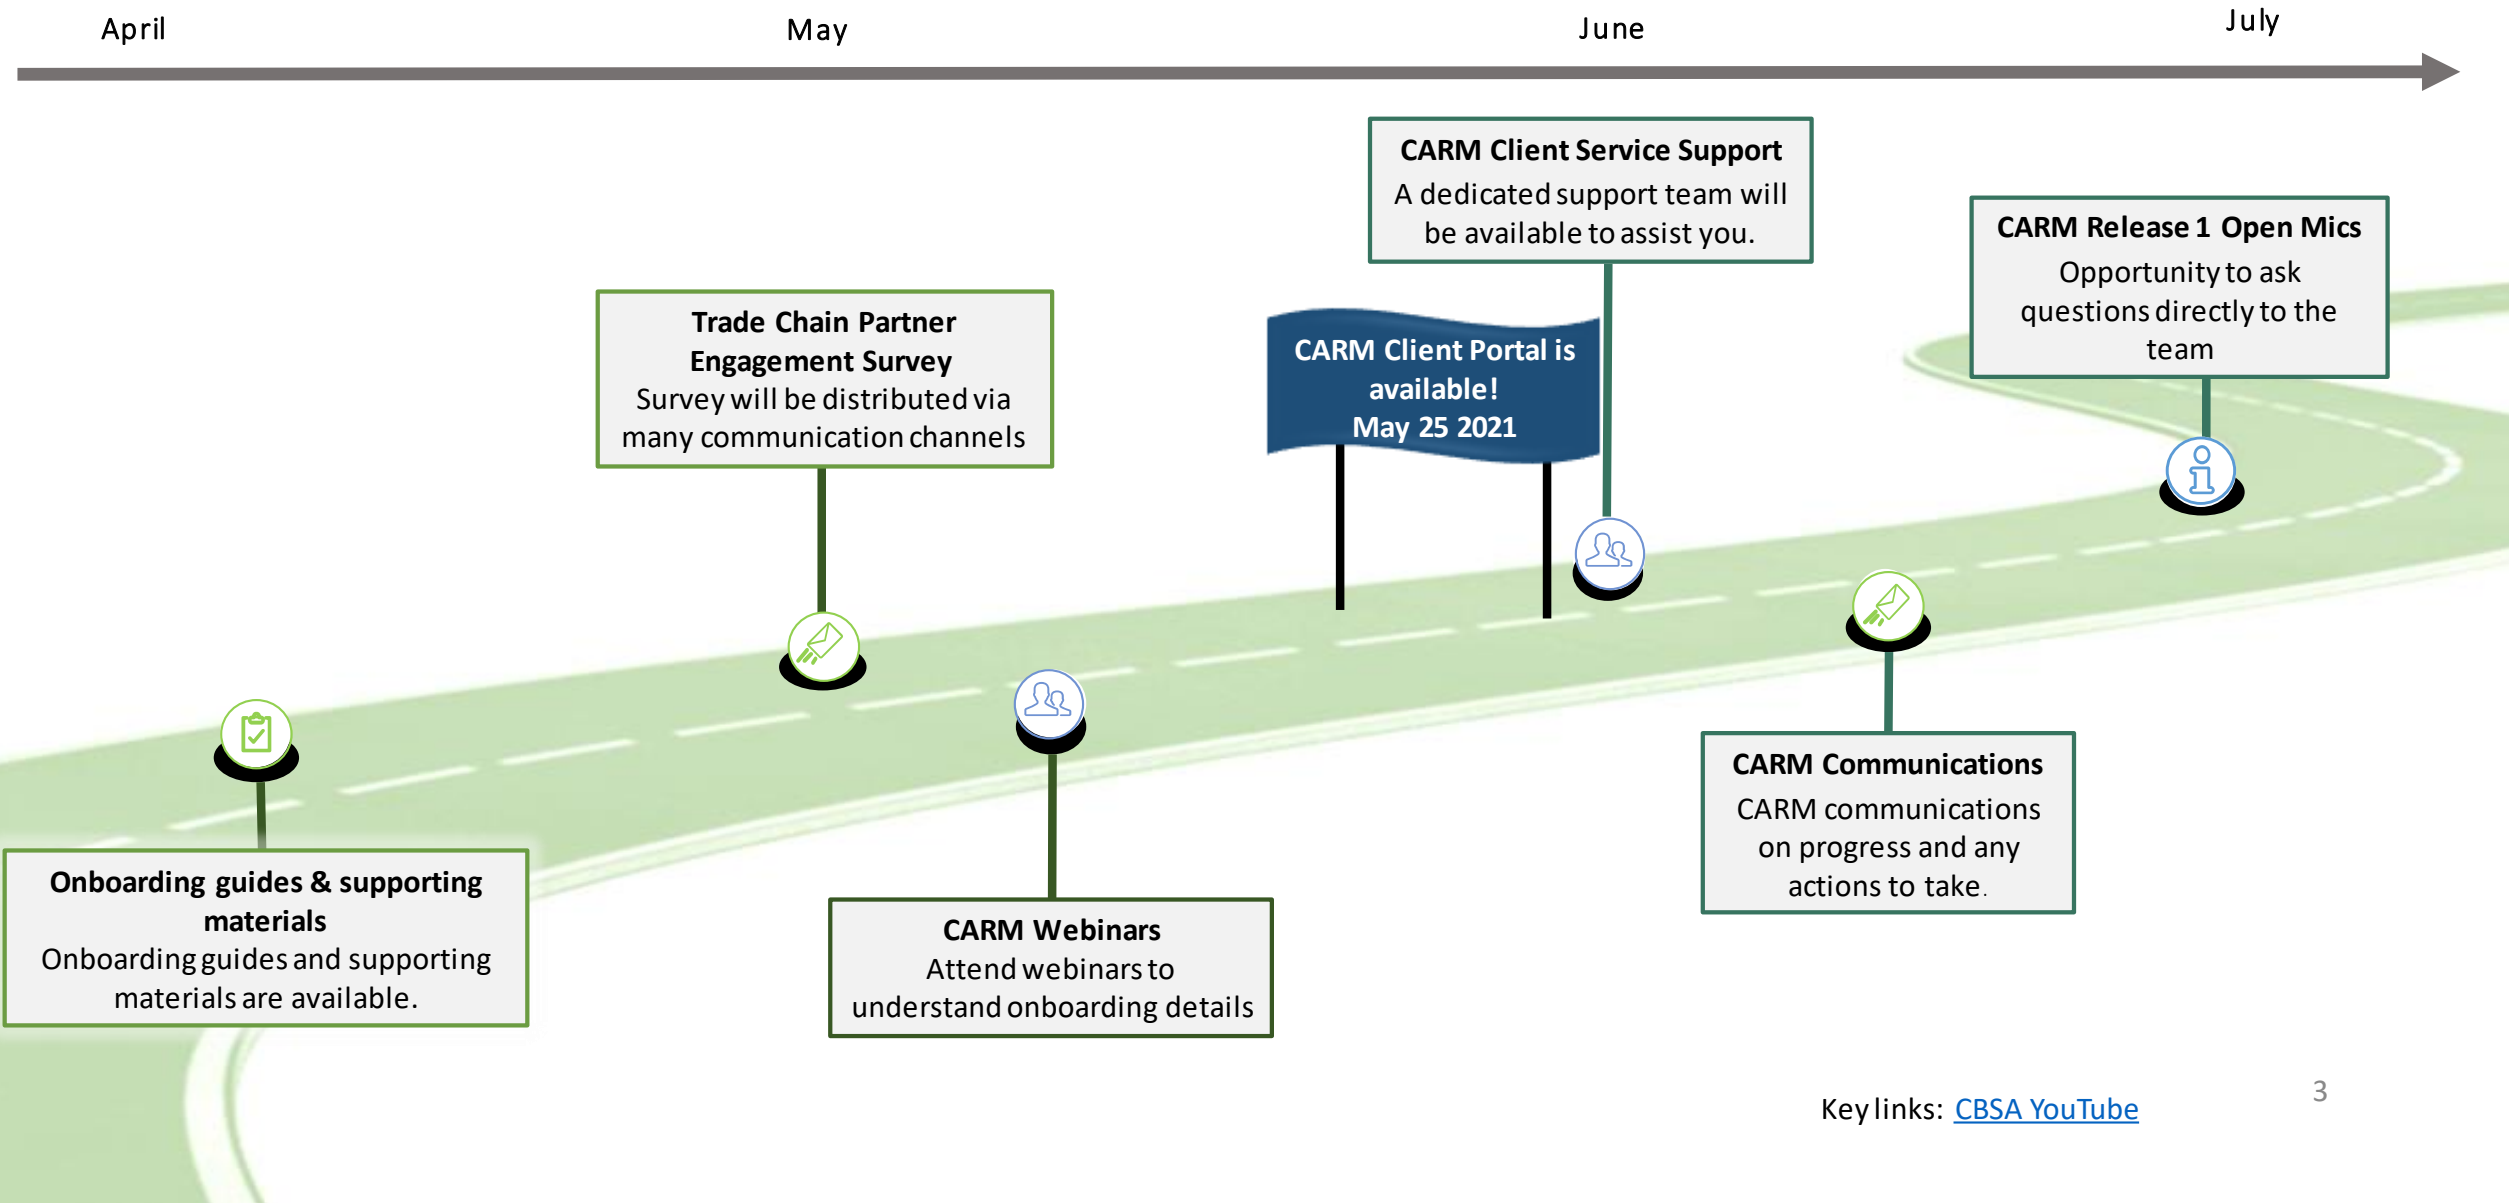 April
May
June
July
CARM Client Service Support
A dedicated support team will
be available to assist you.
CARM Release 1 Open Mics
Opportunity to ask
questions directly to the
team
Trade Chain Partner
Engagement Survey
Survey will be distributed via
many communication channels
CARM Client Portal is
available!
May 25 2021
Onboarding guides & supporting
materials
Onboarding guides and supporting
materials are available.
CARM Webinars
Attend webinars to
understand onboarding details
CARM Communications
CARM communications
on progress and any
actions to take.
Key links: CBSA YouTube
3